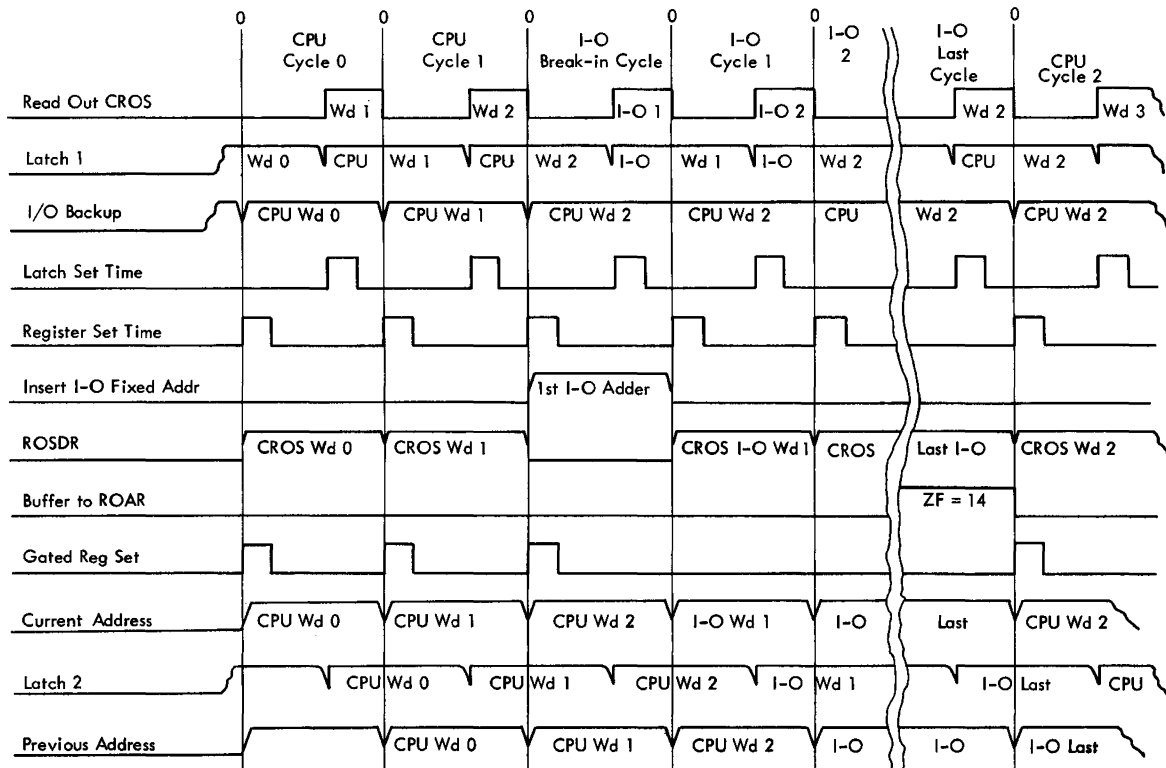 0 0 0 0 0 0
CPU Cycle 0 CPU Cycle 1 I-O Break-in Cycle I-O Cycle 1 I-O 2 I-O Last Cycle CPU Cycle 2
Read Out CROS Wd 1 Wd 2 I-O 1 I-O 2 Wd 2 Wd 3
Latch 1 Wd 0 CPU Wd 1 CPU Wd 2 I-O Wd 1 I-O Wd 2 CPU Wd 2
I/O Backup CPU Wd 0 CPU Wd 1 CPU Wd 2 CPU Wd 2 CPU Wd 2 CPU Wd 2
Latch Set Time
Register Set Time
Insert I-O Fixed Addr 1st I-O Adder
ROSDR CROS Wd 0 CROS Wd 1 CROS I-O Wd 1 CROS Last I-O CROS Wd 2
Buffer to ROAR ZF = 14
Gated Reg Set
Current Address CPU Wd 0 CPU Wd 1 CPU Wd 2 I-O Wd 1 I-O Last CPU Wd 2
Latch 2 CPU Wd 0 CPU Wd 1 CPU Wd 2 I-O Wd 1 I-O Last CPU
Previous Address CPU Wd 0 CPU Wd 1 CPU Wd 2 I-O I-O I-O Last